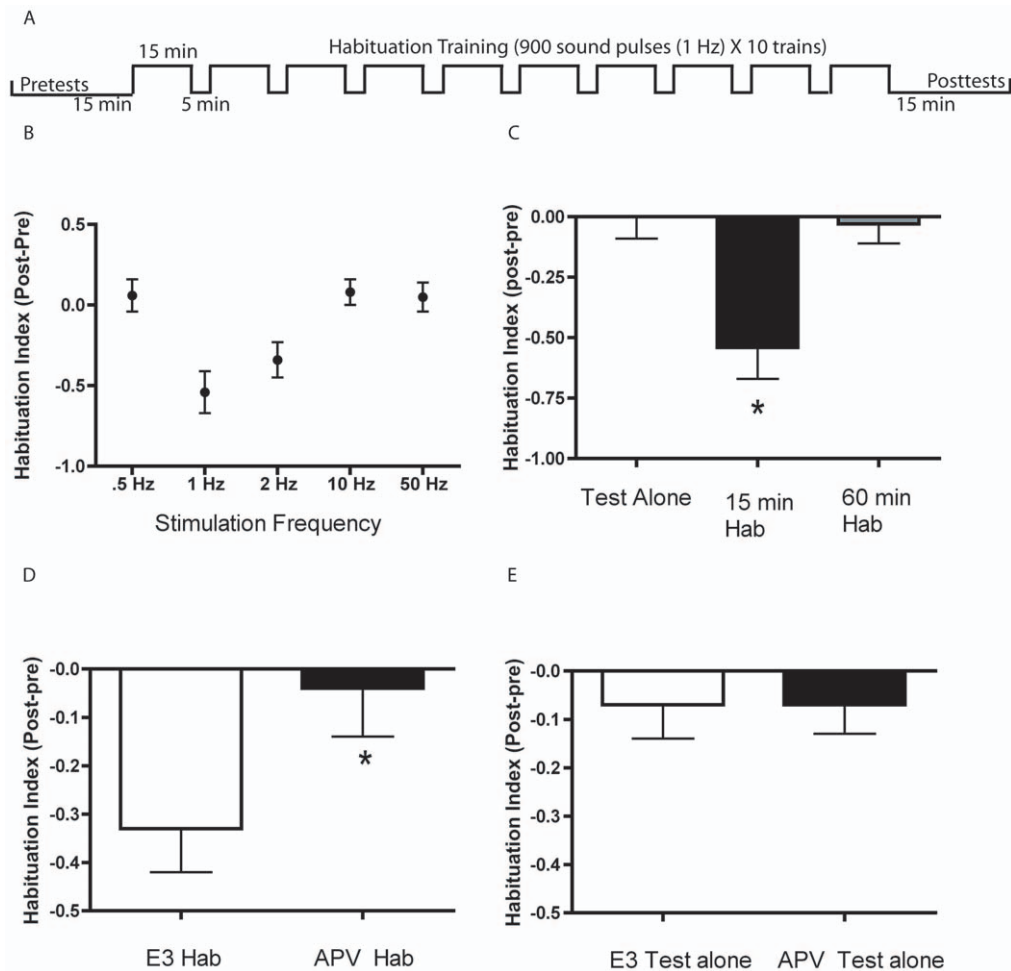 A
15 min Habituation Training (900 sound pulses (1 Hz) X 10 trains)
Pretests Posttests
15 min 5 min 15 min
B
Habituation Index (Post-Pre)
0.5
0.0
-0.5
-1.0
.5 Hz 1 Hz 2 Hz 10 Hz 50 Hz
Stimulation Frequency
C
Habituation Index (post-pre)
0.00
-0.25
-0.50
-0.75
-1.00
*
Test Alone 15 min 60 min
Hab Hab
D
Habituation Index (Post-pre)
-0.0
-0.1
-0.2
-0.3
-0.4
-0.5
*
E3 Hab APV Hab
E
Habituation Index (Post-pre)
-0.0
-0.1
-0.2
-0.3
-0.4
-0.5
E3 Test alone APV Test alone